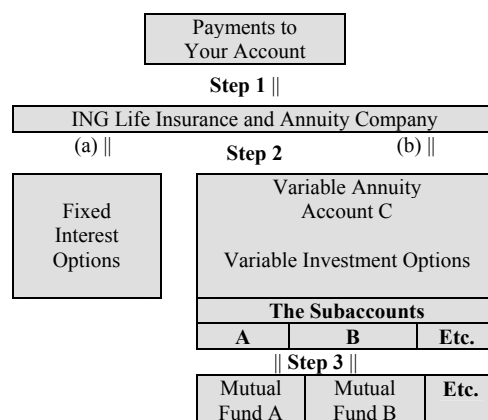 Payments to
Your Account
Step 1 ||
ING Life Insurance and Annuity Company
(a) ||
Step 2
(b) ||
Fixed
Interest
Options
Variable Annuity
Account C
Variable Investment Options
The Subaccounts
A
B
Etc.
|| Step 3 ||
Mutual
Fund A
Mutual
Fund B
Etc.